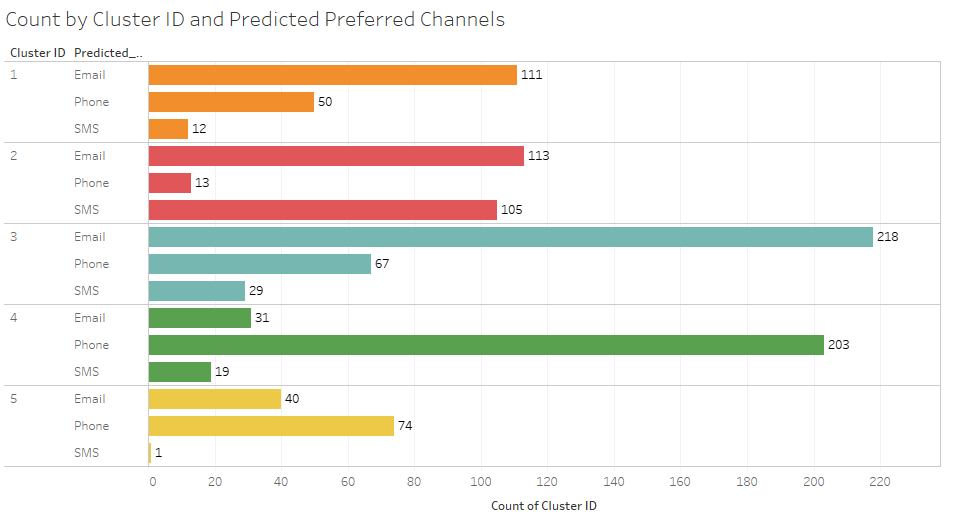 Count by Cluster ID and Predicted Preferred Channels
Cluster ID Predicted_..
1 Email 111
Phone 50
SMS 12
2 Email 113
Phone 13
SMS 105
3 Email 218
Phone 67
SMS 29
4 Email 31
Phone 203
SMS 19
5 Email 40
Phone 74
SMS 1
0 20 40 60 80 100 120 140 160 180 200 220
Count of Cluster ID